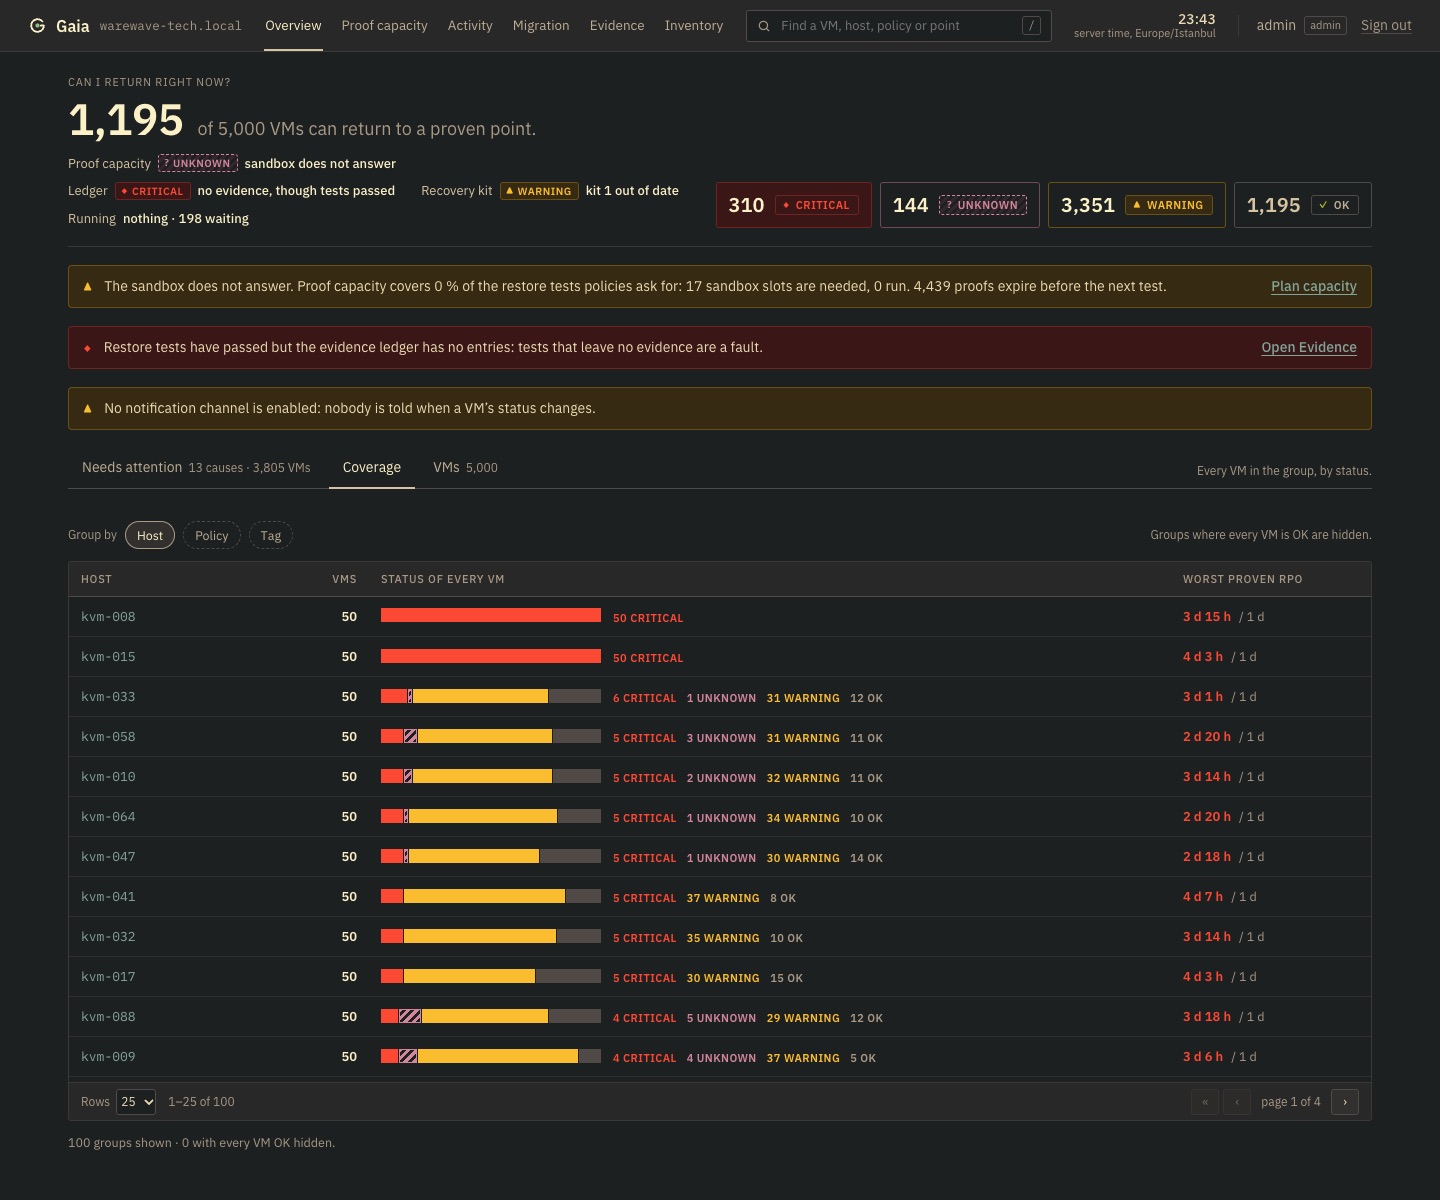 Gaia warewave-tech.local Overview Proof capacity Activity Migration Evidence Inventory Find a VM, host, policy or point / 23:43 server time, Europe/Istanbul admin admin Sign out
CAN I RETURN RIGHT NOW?
1,195 of 5,000 VMs can return to a proven point.
Proof capacity ? UNKNOWN sandbox does not answer
Ledger CRITICAL no evidence, though tests passed Recovery kit WARNING kit 1 out of date
Running nothing · 198 waiting
310 CRITICAL 144 ? UNKNOWN 3,351 WARNING 1,195 ✓ OK
The sandbox does not answer. Proof capacity covers 0 % of the restore tests policies ask for: 17 sandbox slots are needed, 0 run. 4,439 proofs expire before the next test. Plan capacity
Restore tests have passed but the evidence ledger has no entries: tests that leave no evidence are a fault. Open Evidence
No notification channel is enabled: nobody is told when a VM’s status changes.
Needs attention 13 causes · 3,805 VMs Coverage VMs 5,000 Every VM in the group, by status.
Group by Host Policy Tag Groups where every VM is OK are hidden.
HOST VMS STATUS OF EVERY VM WORST PROVEN RPO
kvm-008 50 50 CRITICAL 3 d 15 h / 1 d
kvm-015 50 50 CRITICAL 4 d 3 h / 1 d
kvm-033 50 6 CRITICAL 1 UNKNOWN 31 WARNING 12 OK 3 d 1 h / 1 d
kvm-058 50 5 CRITICAL 3 UNKNOWN 31 WARNING 11 OK 2 d 20 h / 1 d
kvm-010 50 5 CRITICAL 2 UNKNOWN 32 WARNING 11 OK 3 d 14 h / 1 d
kvm-064 50 5 CRITICAL 1 UNKNOWN 34 WARNING 10 OK 2 d 20 h / 1 d
kvm-047 50 5 CRITICAL 1 UNKNOWN 30 WARNING 14 OK 2 d 18 h / 1 d
kvm-041 50 5 CRITICAL 37 WARNING 8 OK 4 d 7 h / 1 d
kvm-032 50 5 CRITICAL 35 WARNING 10 OK 3 d 14 h / 1 d
kvm-017 50 5 CRITICAL 30 WARNING 15 OK 4 d 3 h / 1 d
kvm-088 50 4 CRITICAL 5 UNKNOWN 29 WARNING 12 OK 3 d 18 h / 1 d
kvm-009 50 4 CRITICAL 4 UNKNOWN 37 WARNING 5 OK 3 d 6 h / 1 d
Rows 25 1–25 of 100 « ‹ page 1 of 4 ›
100 groups shown · 0 with every VM OK hidden.